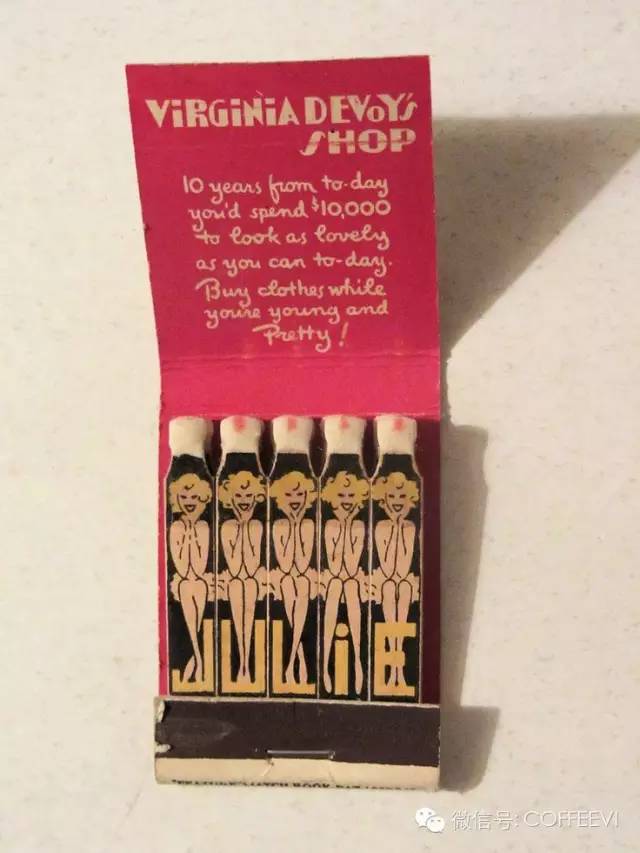 ViRGiNiA DEVoY'S
SHOP
10 years from to-day
you'd spend $10,000
to look as lovely
as you can to-day.
Buy clothes while
you're young and
Pretty!
JULiE
微信号: COFFEEVI